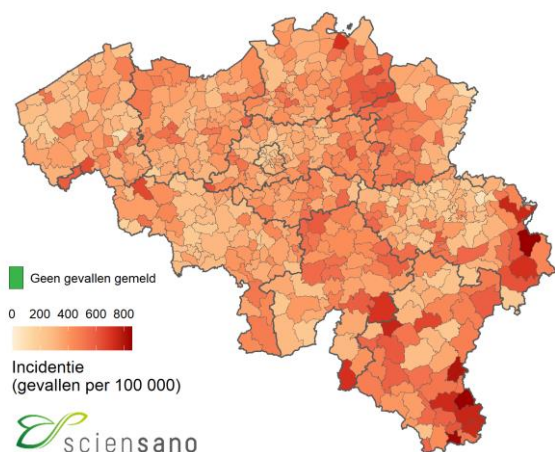 Geen gevallen gemeld
0 200 400 600 800
Incidentie
(gevallen per 100 000)
sciensano